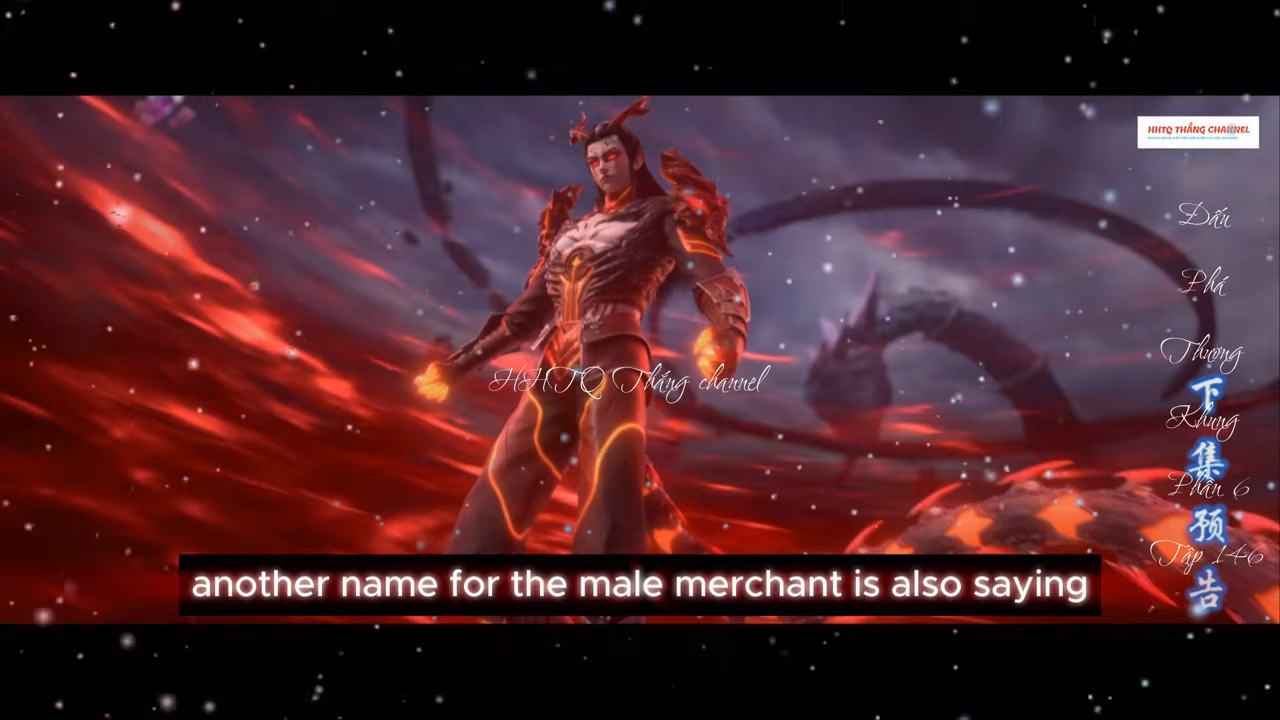 HHTQ THẮNG CHANNEL
Đấu
Phá
Thương
Khung
Phần 6
Tập 146
下集预告
HHTQ Thắng channel
another name for the male merchant is also saying